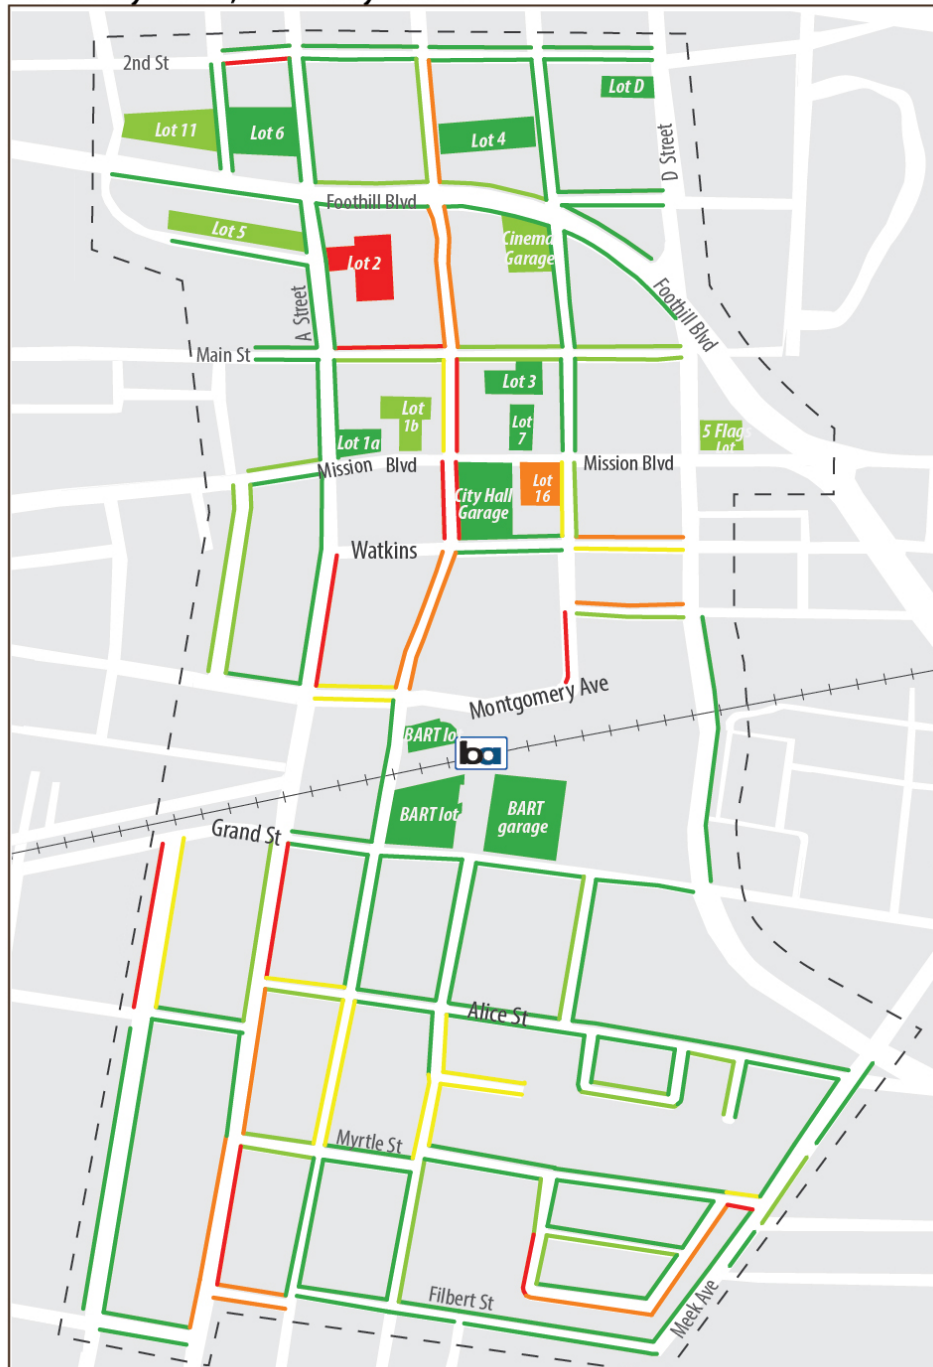 2nd St
Lot D
Lot 11
Lot 6
Lot 4
D Street
Foothill Blvd
Lot 5
Cinema
Garage
Lot 2
A Street
Foothill Blvd
Main St
Lot 3
Lot
1b
Lot
7
Lot 1a
5 Flags
Lot
Mission Blvd
Mission Blvd
City Hall
Garage
Lot
16
Watkins
Montgomery Ave
BART lo
ba
BART lot
BART
garage
Grand St
Alice St
Myrtle St
Filbert St
Meek Ave